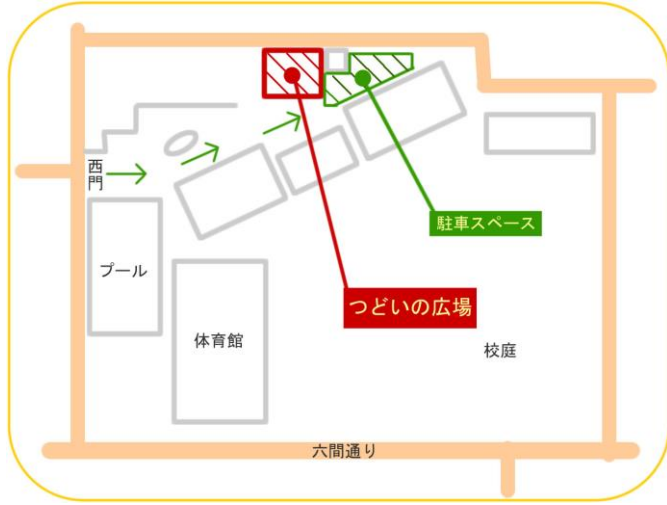 西門
駐車スペース
プール
つどいの広場
体育館
校庭
六間通り